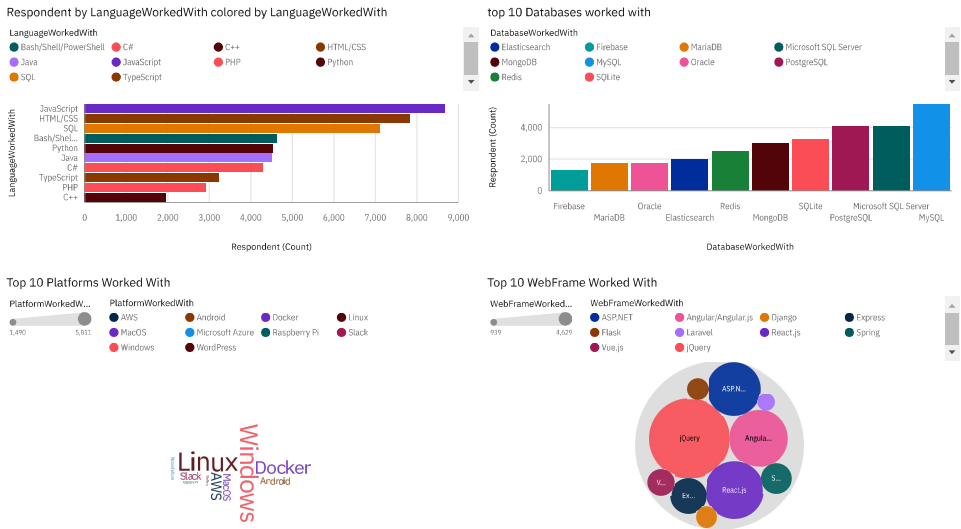 Respondent by LanguageWorkedWith colored by LanguageWorkedWith
LanguageWorkedWith
Bash/Shell/PowerShell C# C++ HTML/CSS
Java JavaScript PHP Python
SQL TypeScript
LanguageWorkedWith
JavaScript
HTML/CSS
SQL
Bash/Shel...
Python
Java
C#
TypeScript
PHP
C++
0 1,000 2,000 3,000 4,000 5,000 6,000 7,000 8,000 9,000
Respondent (Count)
top 10 Databases worked with
DatabaseWorkedWith
Elasticsearch Firebase MariaDB Microsoft SQL Server
MongoDB MySQL Oracle PostgreSQL
Redis SQLite
Respondent (Count)
4,000
2,000
0
Firebase Oracle Redis SQLite Microsoft SQL Server
MariaDB Elasticsearch MongoDB PostgreSQL MySQL
DatabaseWorkedWith
Top 10 Platforms Worked With
PlatformWorkedW...
1,490 5,811
PlatformWorkedWith
AWS Android Docker Linux
MacOS Microsoft Azure Raspberry Pi Slack
Windows WordPress
Windows
Linux
Docker
Slack
AWS
MacOS
Android
Top 10 WebFrame Worked With
WebFrameWorked...
939 4,629
WebFrameWorkedWith
ASP.NET Angular/Angular.js Django Express
Flask Laravel React.js Spring
Vue.js jQuery
ASP.N...
jQuery
Angula...
V...
Ex...
React.js
S...